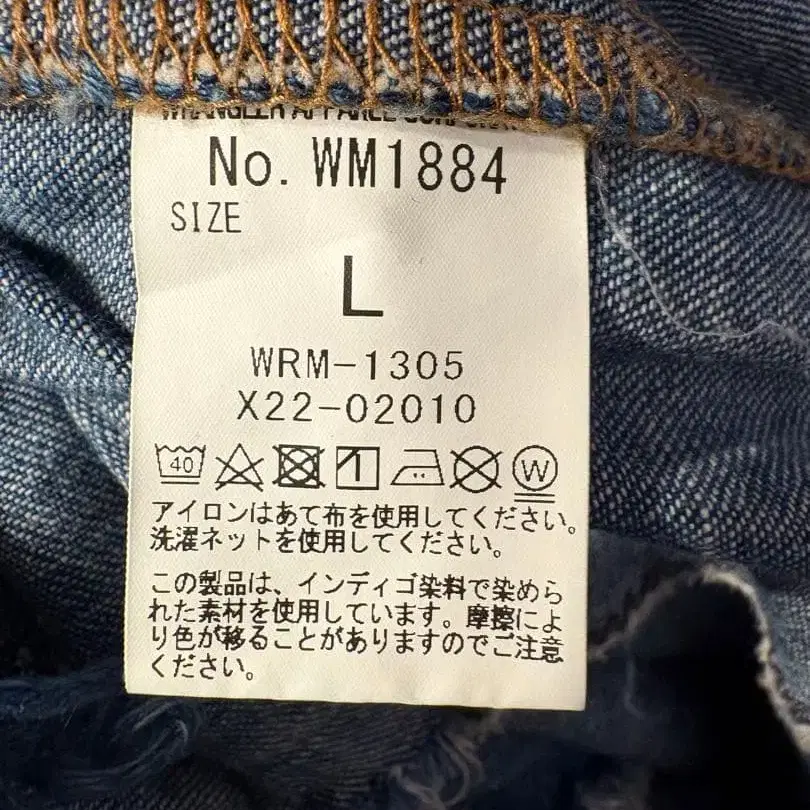 WRANGLER APPAREL CORPORA
No. WM1884
SIZE
L
WRM-1305
X22-02010
40
W
アイロンはあて布を使用してください。
洗濯ネットを使用してください。
この製品は、インディゴ染料で染めら
れた素材を使用しています。摩擦によ
り色が移ることがありますのでご注意
ください。